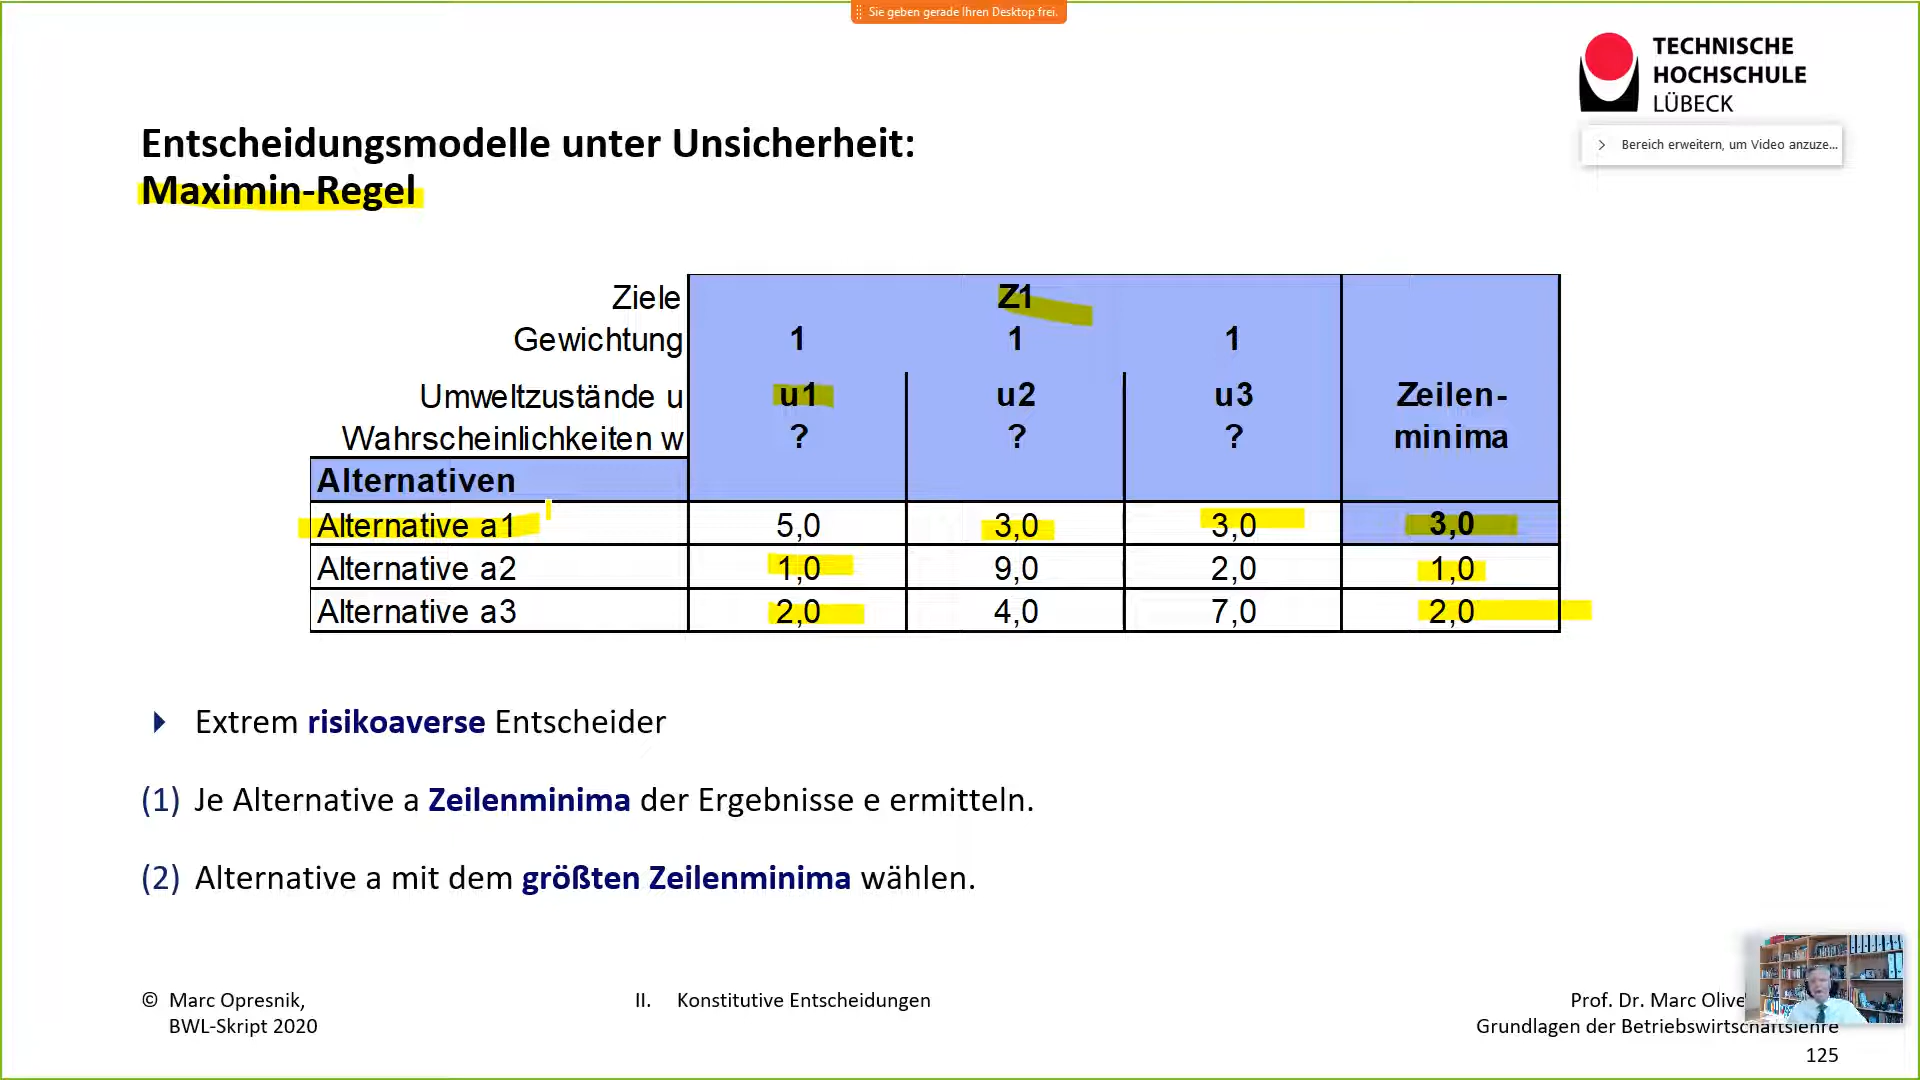 Sie geben gerade Ihren Desktop frei.
TECHNISCHE
HOCHSCHULE
LÜBECK
Bereich erweitern, um Video anzuze...
Entscheidungsmodelle unter Unsicherheit:
Maximin-Regel
Ziele Z1
Gewichtung 1 1 1
Umweltzustände u u1 u2 u3 Zeilen-
Wahrscheinlichkeiten w ? ? ? minima
Alternativen
Alternative a1 5,0 3,0 3,0 3,0
Alternative a2 1,0 9,0 2,0 1,0
Alternative a3 2,0 4,0 7,0 2,0
Extrem risikoaverse Entscheider
(1) Je Alternative a Zeilenminima der Ergebnisse e ermitteln.
(2) Alternative a mit dem größten Zeilenminima wählen.
© Marc Opresnik,
BWL-Skript 2020
II. Konstitutive Entscheidungen
Prof. Dr. Marc Olive
Grundlagen der Betriebswirtschaftslehre
125